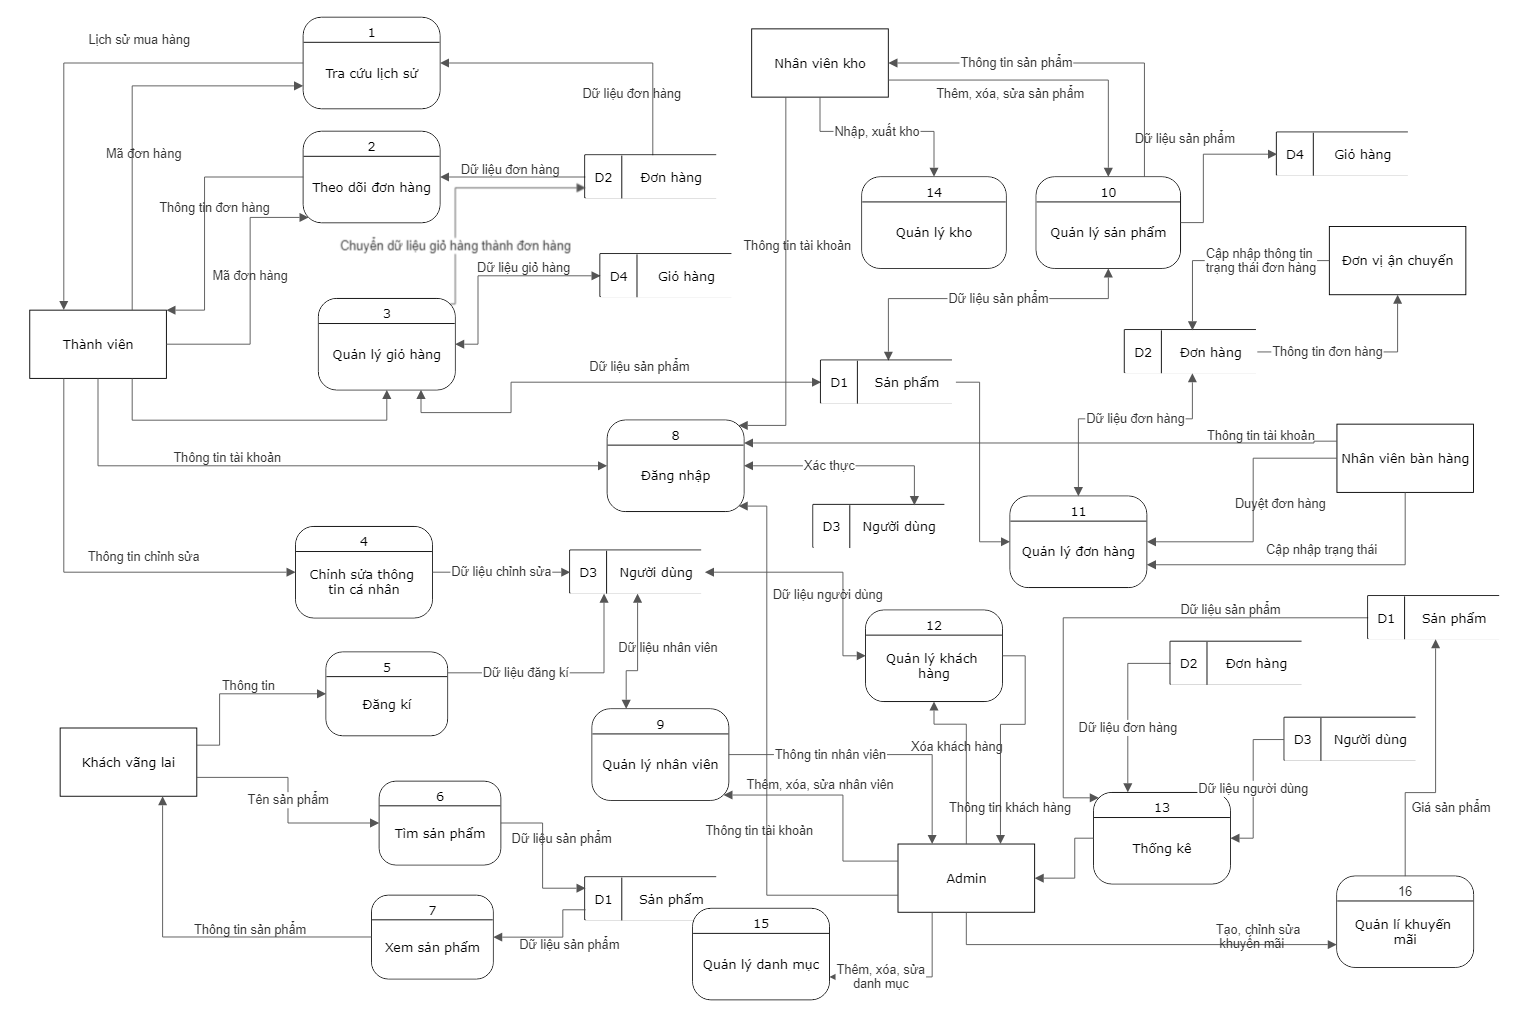 1
Lịch sử mua hàng
Tra cứu lịch sử
Nhân viên kho
Thông tin sản phẩm
Dữ liệu đơn hàng
Thêm, xóa, sửa sản phẩm
Nhập, xuất kho
Dữ liệu sản phẩm
D4
Giỏ hàng
Mã đơn hàng
2
Theo dõi đơn hàng
Dữ liệu đơn hàng
D2
Đơn hàng
14
Quản lý kho
10
Quản lý sản phẩm
Thông tin đơn hàng
Chuyển dữ liệu giỏ hàng thành đơn hàng
Thông tin tài khoản
Mã đơn hàng
Dữ liệu giỏ hàng
D4
Giỏ hàng
Cập nhập thông tin
trạng thái đơn hàng
Đơn vị ận chuyển
Dữ liệu sản phẩm
3
Quản lý giỏ hàng
Thành viên
D2
Đơn hàng
Thông tin đơn hàng
Dữ liệu sản phẩm
D1
Sản phẩm
Dữ liệu đơn hàng
8
Đăng nhập
Thông tin tài khoản
Nhân viên bàn hàng
Thông tin tài khoản
Xác thực
Duyệt đơn hàng
11
Quản lý đơn hàng
D3
Người dùng
Cập nhập trạng thái
4
Chỉnh sửa thông
tin cá nhân
Thông tin chỉnh sửa
Dữ liệu chỉnh sửa
D3
Người dùng
Dữ liệu người dùng
Dữ liệu sản phẩm
D1
Sản phẩm
12
Quản lý khách
hàng
Dữ liệu nhân viên
D2
Đơn hàng
5
Đăng kí
Thông tin
Dữ liệu đăng kí
9
Quản lý nhân viên
Dữ liệu đơn hàng
D3
Người dùng
Khách vãng lai
Thông tin nhân viên
Xóa khách hàng
Thêm, xóa, sửa nhân viên
Dữ liệu người dùng
Tên sản phẩm
6
Tìm sản phẩm
Thông tin khách hàng
Giá sản phẩm
13
Thống kê
Dữ liệu sản phẩm
Thông tin tài khoản
Admin
D1
Sản phẩm
16
Quản lí khuyến
mãi
7
Xem sản phẩm
Thông tin sản phẩm
Dữ liệu sản phẩm
15
Quản lý danh mục
Tạo, chỉnh sửa
khuyến mãi
Thêm, xóa, sửa
danh mục